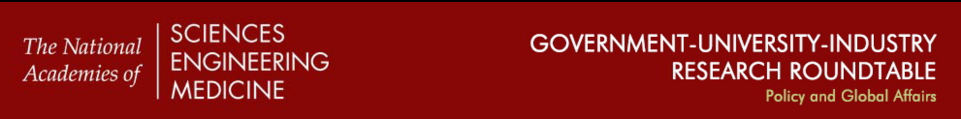 The National
Academies of
SCIENCES
ENGINEERING
MEDICINE
GOVERNMENT-UNIVERSITY-INDUSTRY
RESEARCH ROUNDTABLE
Policy and Global Affairs